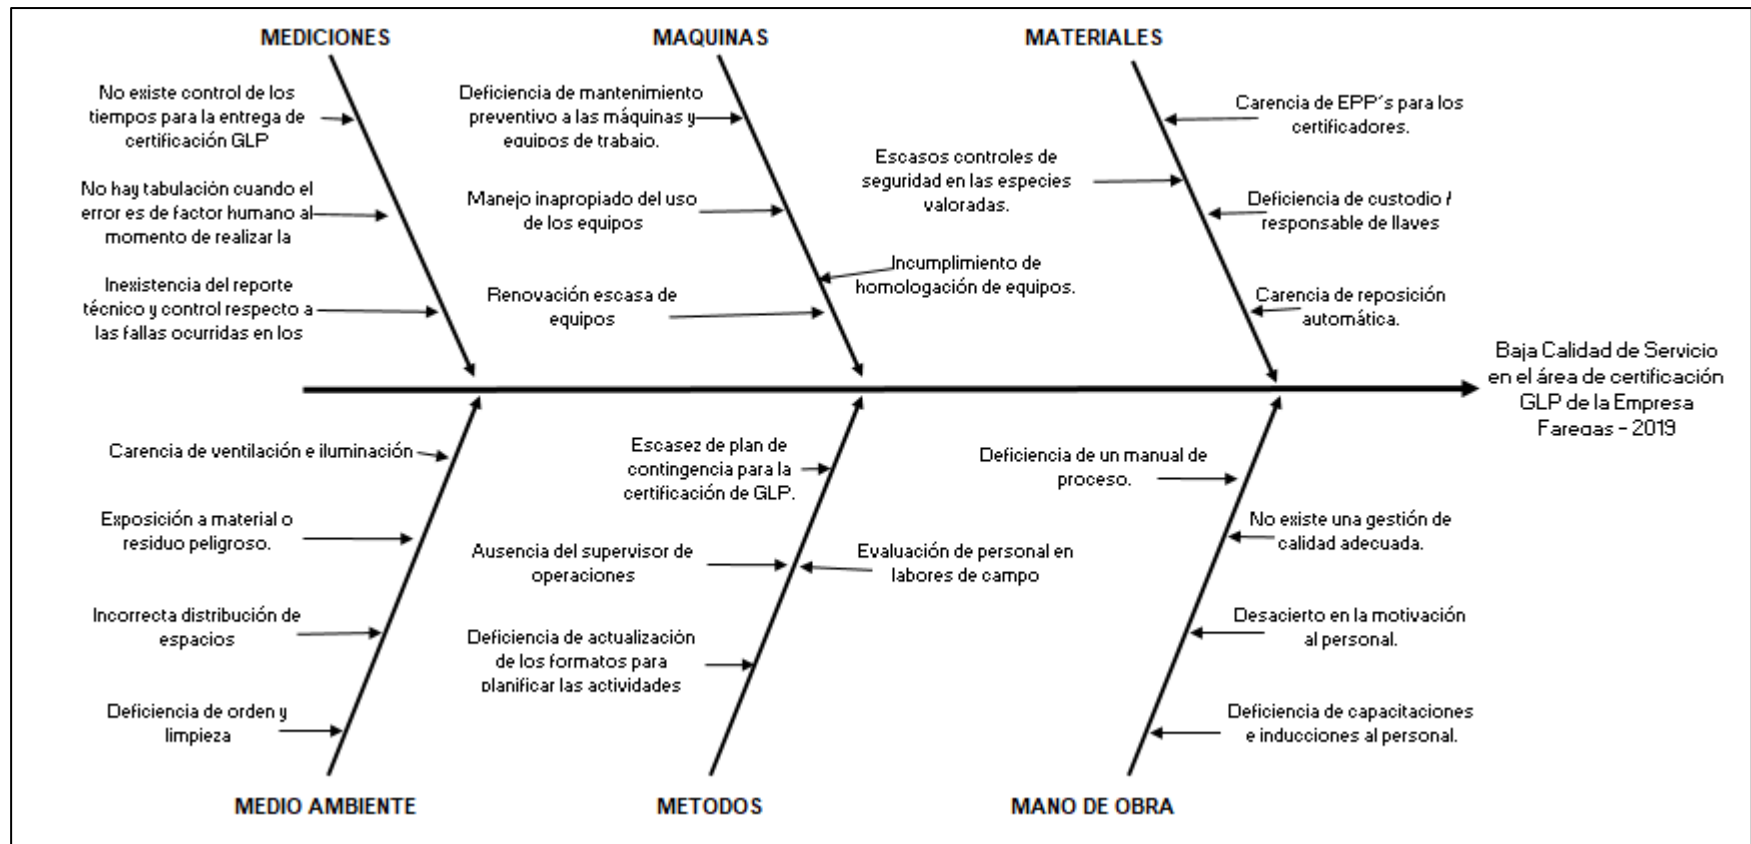 MEDICIONES
MAQUINAS
MATERIALES
No existe control de los
tiempos para la entrega de
certificación GLP
No hay tabulación cuando el
error es de factor humano al
momento de realizar la
Inexistencia del reporte
técnico y control respecto a
las fallas ocurridas en los
Deficiencia de mantenimiento
preventivo a las máquinas y
equipos de trabajo.
Manejo inapropiado del uso
de los equipos
Incumplimiento de
homologación de equipos.
Renovación escasa de
equipos
Carencia de EPP´s para los
certificadores.
Escasos controles de
seguridad en las especies
valoradas.
Deficiencia de custodio /
responsable de llaves
Carencia de reposición
automática.
Baja Calidad de Servicio
en el área de certificación
GLP de la Empresa
Faregas - 2019
Carencia de ventilación e iluminación
Exposición a material o
residuo peligroso.
Incorrecta distribución de
espacios
Deficiencia de orden y
limpieza
Escasez de plan de
contingencia para la
certificación de GLP.
Ausencia del supervisor de
operaciones
Evaluación de personal en
labores de campo
Deficiencia de actualización
de los formatos para
planificar las actividades
Deficiencia de un manual de
proceso.
No existe una gestión de
calidad adecuada.
Desacierto en la motivación
al personal.
Deficiencia de capacitaciones
e inducciones al personal.
MEDIO AMBIENTE
METODOS
MANO DE OBRA